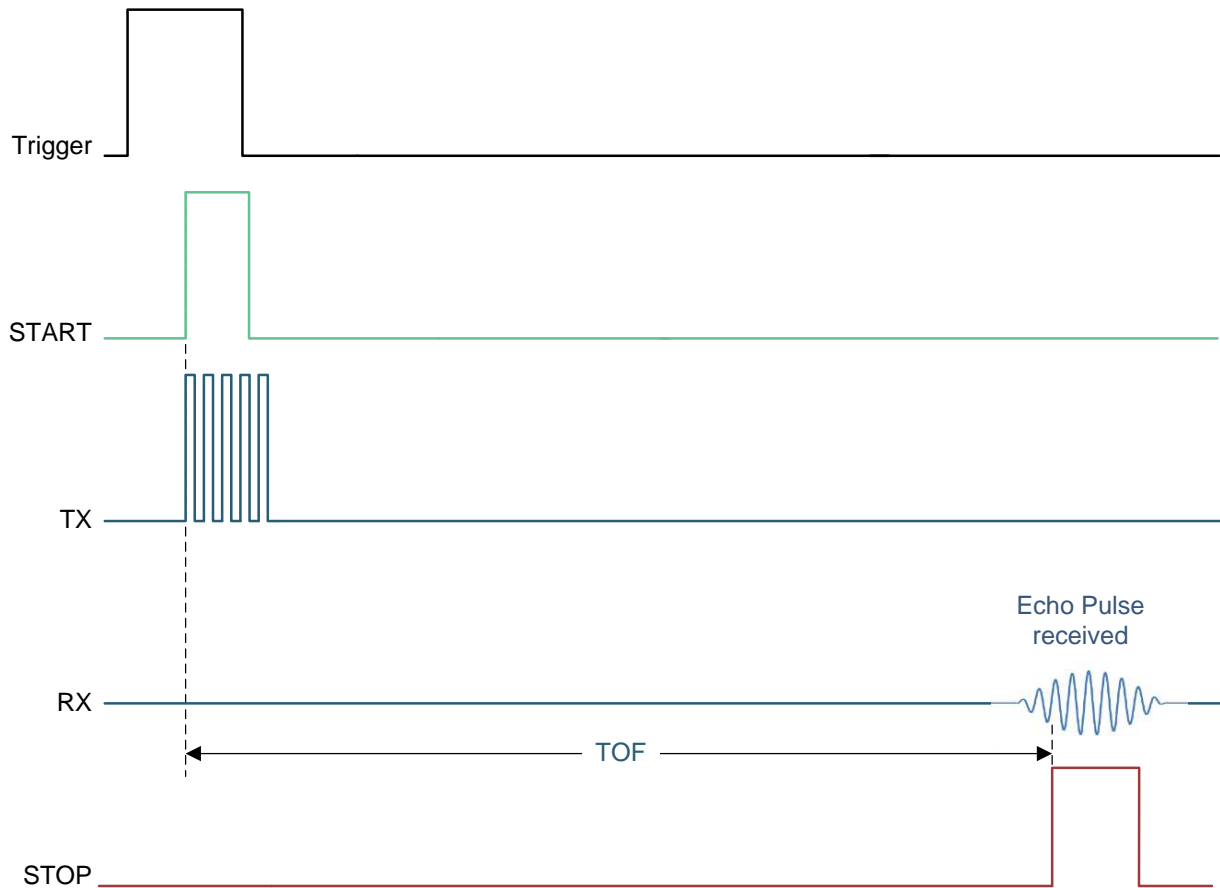 Trigger
START
TX
Echo Pulse
received
RX
TOF
STOP